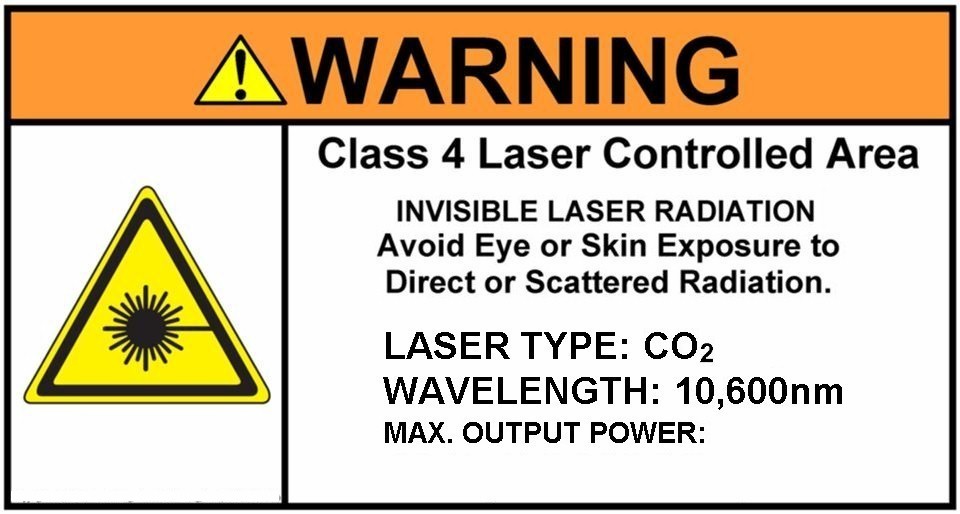 WARNING
Class 4 Laser Controlled Area
INVISIBLE LASER RADIATION
Avoid Eye or Skin Exposure to
Direct or Scattered Radiation.
LASER TYPE: CO₂
WAVELENGTH: 10,600nm
MAX. OUTPUT POWER: